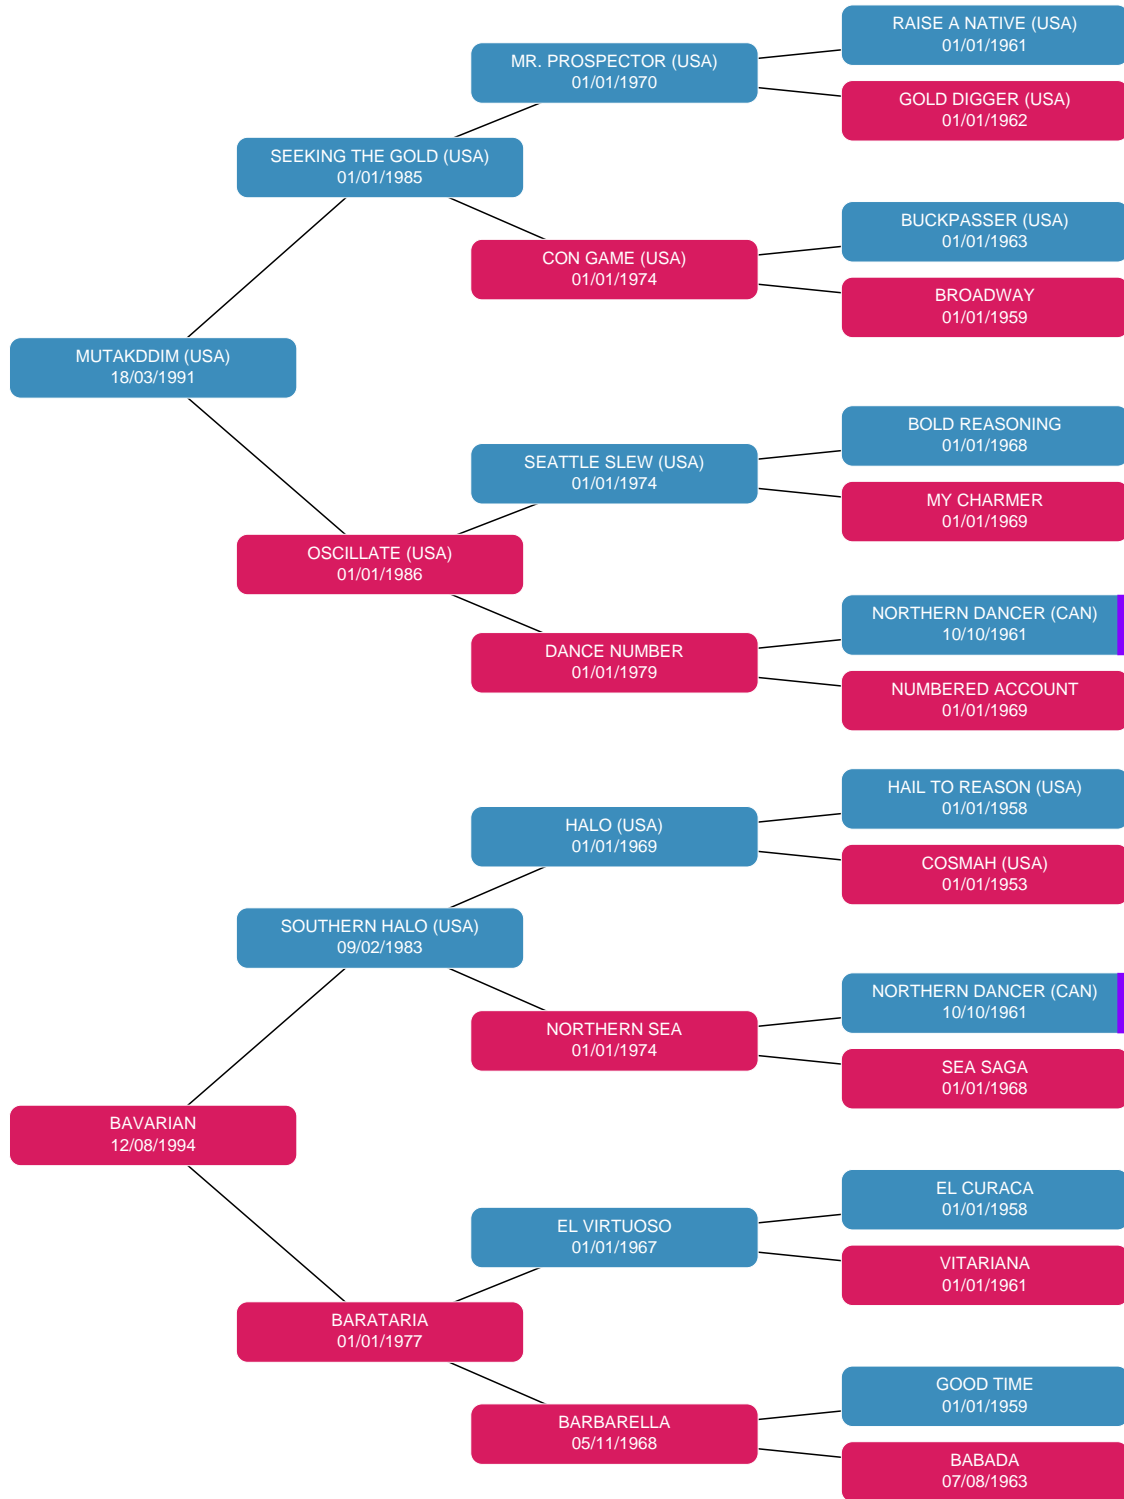 RAISE A NATIVE (USA)
01/01/1961
MR. PROSPECTOR (USA)
01/01/1970
GOLD DIGGER (USA)
01/01/1962
SEEKING THE GOLD (USA)
01/01/1985
BUCKPASSER (USA)
01/01/1963
CON GAME (USA)
01/01/1974
BROADWAY
01/01/1959
MUTAKDDIM (USA)
18/03/1991
BOLD REASONING
01/01/1968
SEATTLE SLEW (USA)
01/01/1974
MY CHARMER
01/01/1969
OSCILLATE (USA)
01/01/1986
NORTHERN DANCER (CAN)
10/10/1961
DANCE NUMBER
01/01/1979
NUMBERED ACCOUNT
01/01/1969
HAIL TO REASON (USA)
01/01/1958
HALO (USA)
01/01/1969
COSMAH (USA)
01/01/1953
SOUTHERN HALO (USA)
09/02/1983
NORTHERN DANCER (CAN)
10/10/1961
NORTHERN SEA
01/01/1974
SEA SAGA
01/01/1968
BAVARIAN
12/08/1994
EL CURACA
01/01/1958
EL VIRTUOSO
01/01/1967
VITARIANA
01/01/1961
BARATARIA
01/01/1977
GOOD TIME
01/01/1959
BARBARELLA
05/11/1968
BABADA
07/08/1963